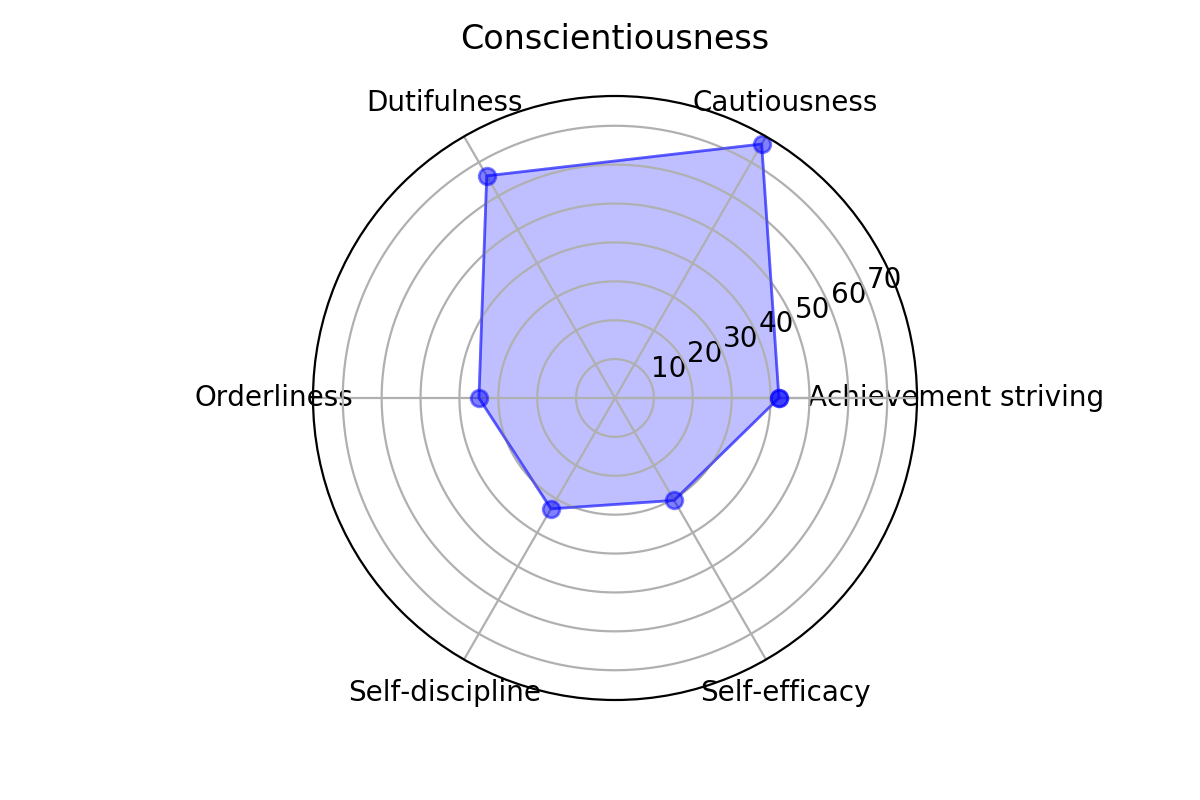 Conscientiousness
Dutifulness
Cautiousness
70
60
50
40
30
20
10
Orderliness
Achievement striving
Self-discipline
Self-efficacy